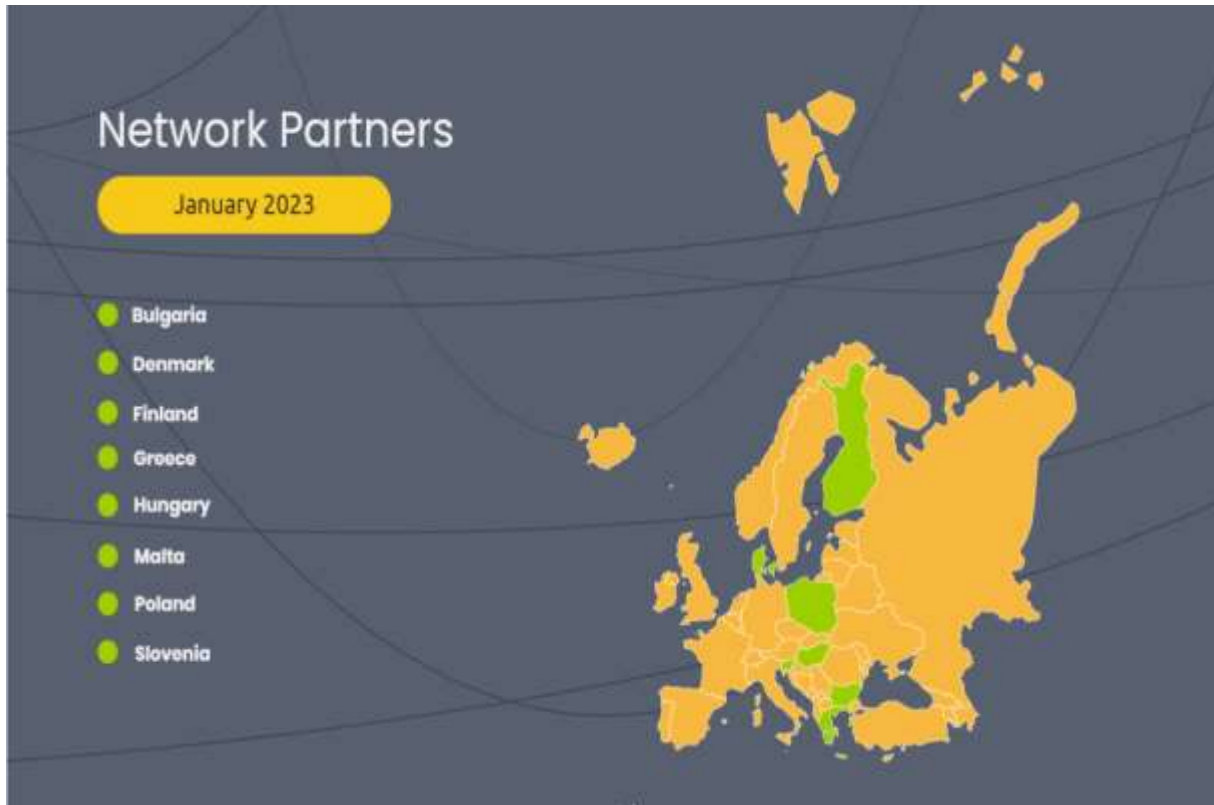 Network Partners
January 2023
Bulgaria
Denmark
Finland
Greece
Hungary
Malta
Poland
Slovenia